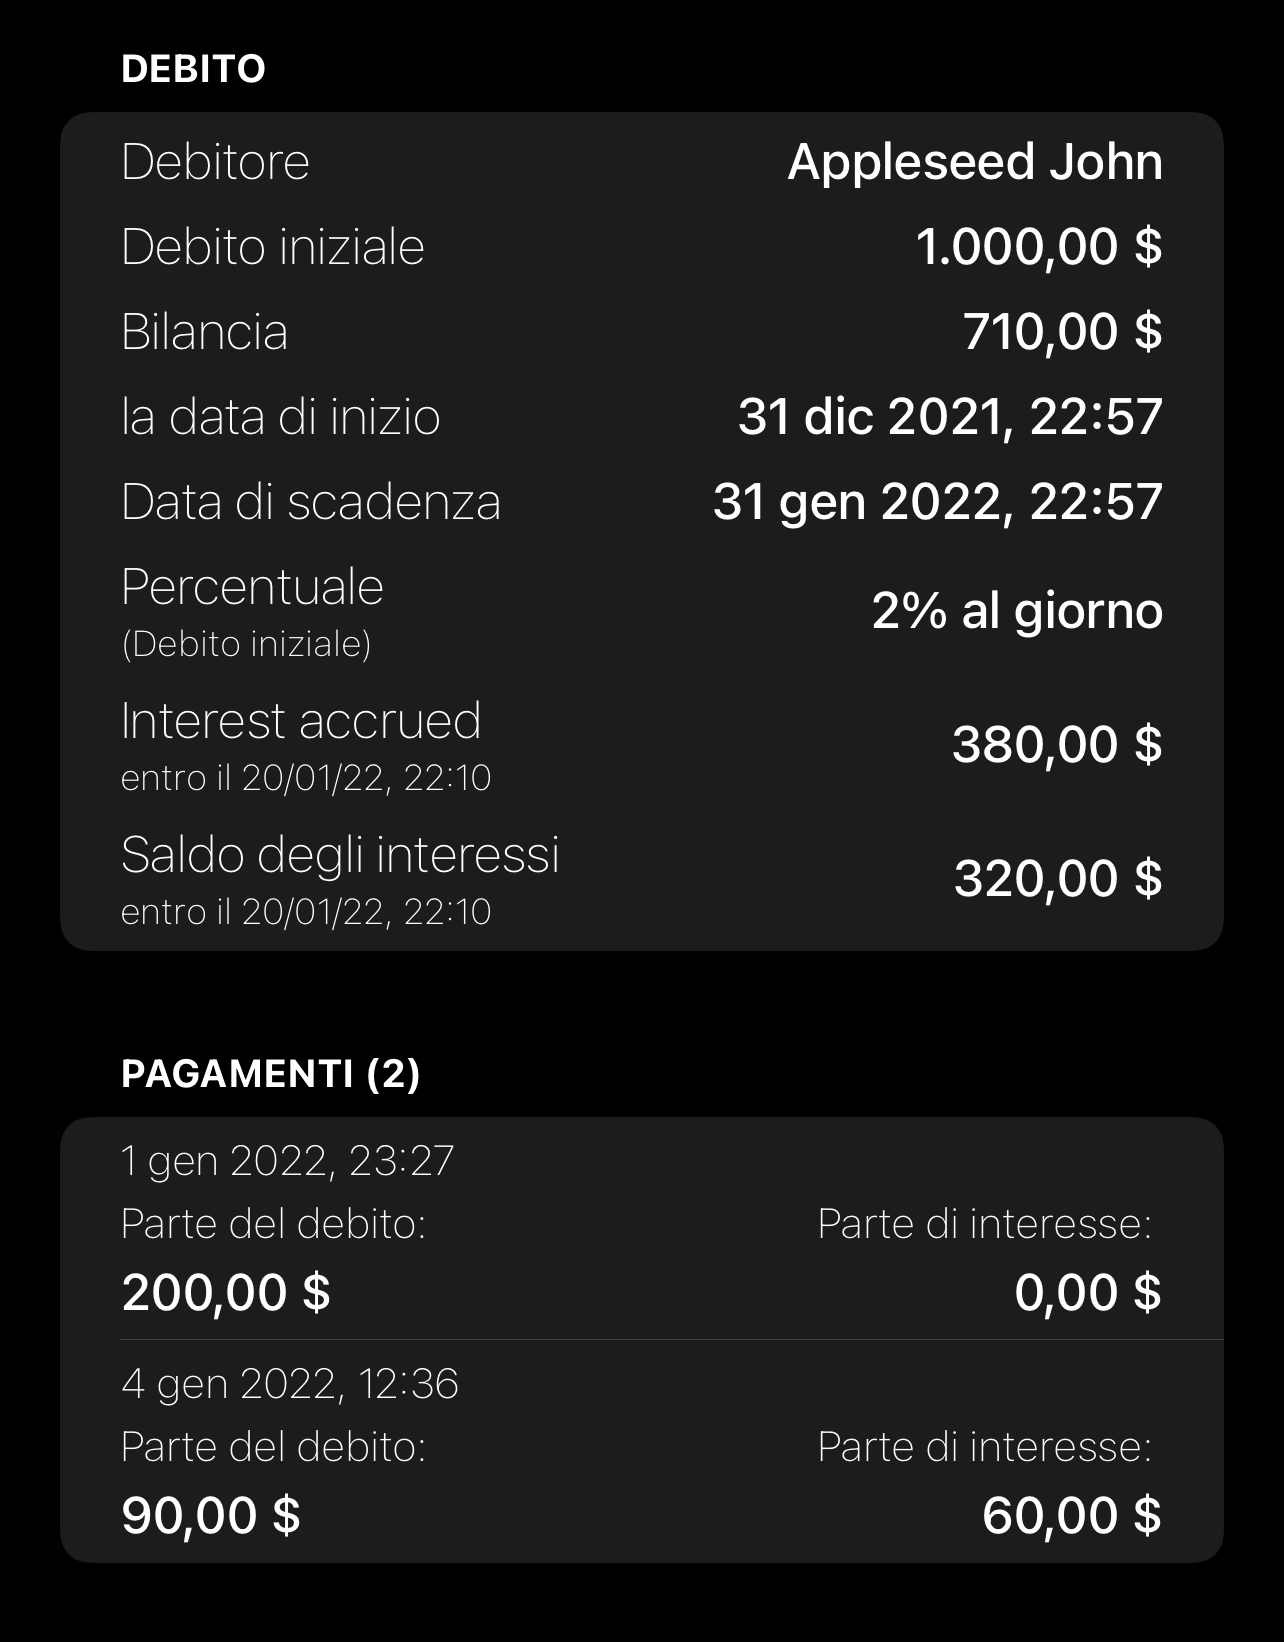 DEBITO
Debitore Appleseed John
Debito iniziale 1.000,00 $
Bilancia 710,00 $
la data di inizio 31 dic 2021, 22:57
Data di scadenza 31 gen 2022, 22:57
Percentuale
(Debito iniziale)
2% al giorno
Interest accrued
entro il 20/01/22, 22:10
380,00 $
Saldo degli interessi
entro il 20/01/22, 22:10
320,00 $
PAGAMENTI (2)
1 gen 2022, 23:27
Parte del debito: Parte di interesse:
200,00 $ 0,00 $
4 gen 2022, 12:36
Parte del debito: Parte di interesse:
90,00 $ 60,00 $